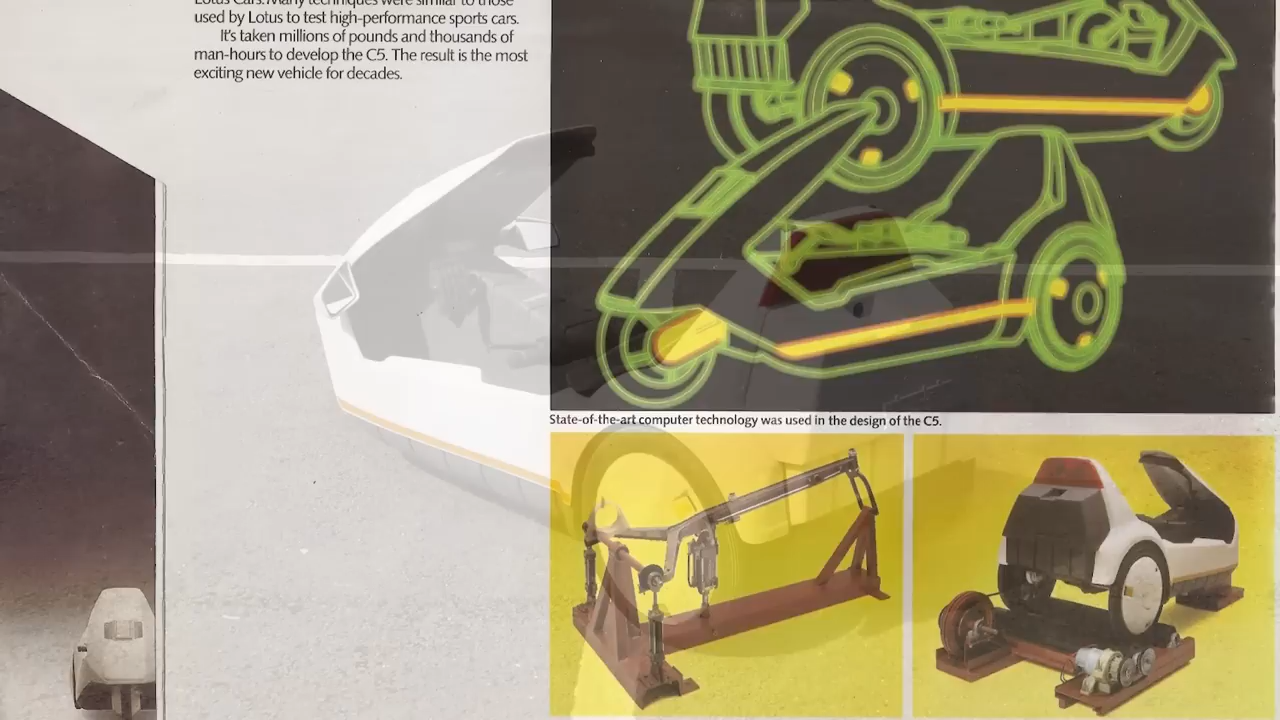 Lotus Cars. Many techniques were similar to those
used by Lotus to test high-performance sports cars.
It's taken millions of pounds and thousands of
man-hours to develop the C5. The result is the most
exciting new vehicle for decades.
State-of-the-art computer technology was used in the design of the C5.